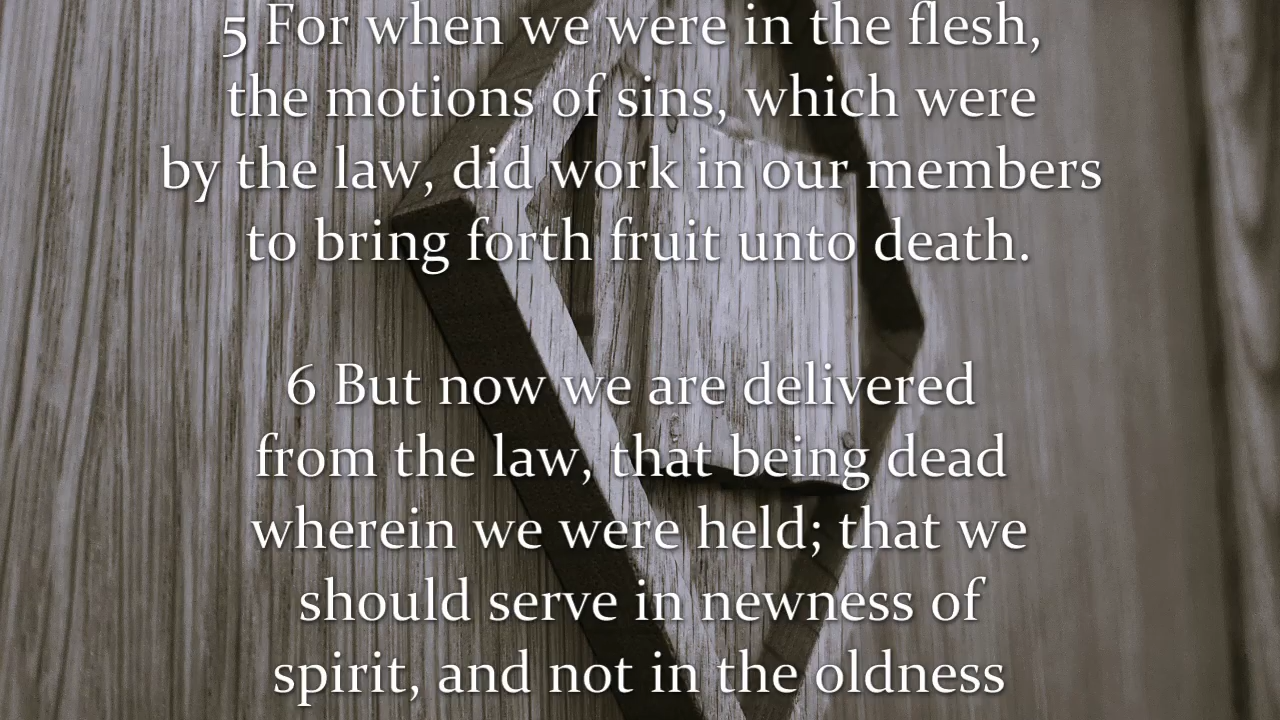 5 For when we were in the flesh,
the motions of sins, which were
by the law, did work in our members
to bring forth fruit unto death.
6 But now we are delivered
from the law, that being dead
wherein we were held; that we
should serve in newness of
spirit, and not in the oldness